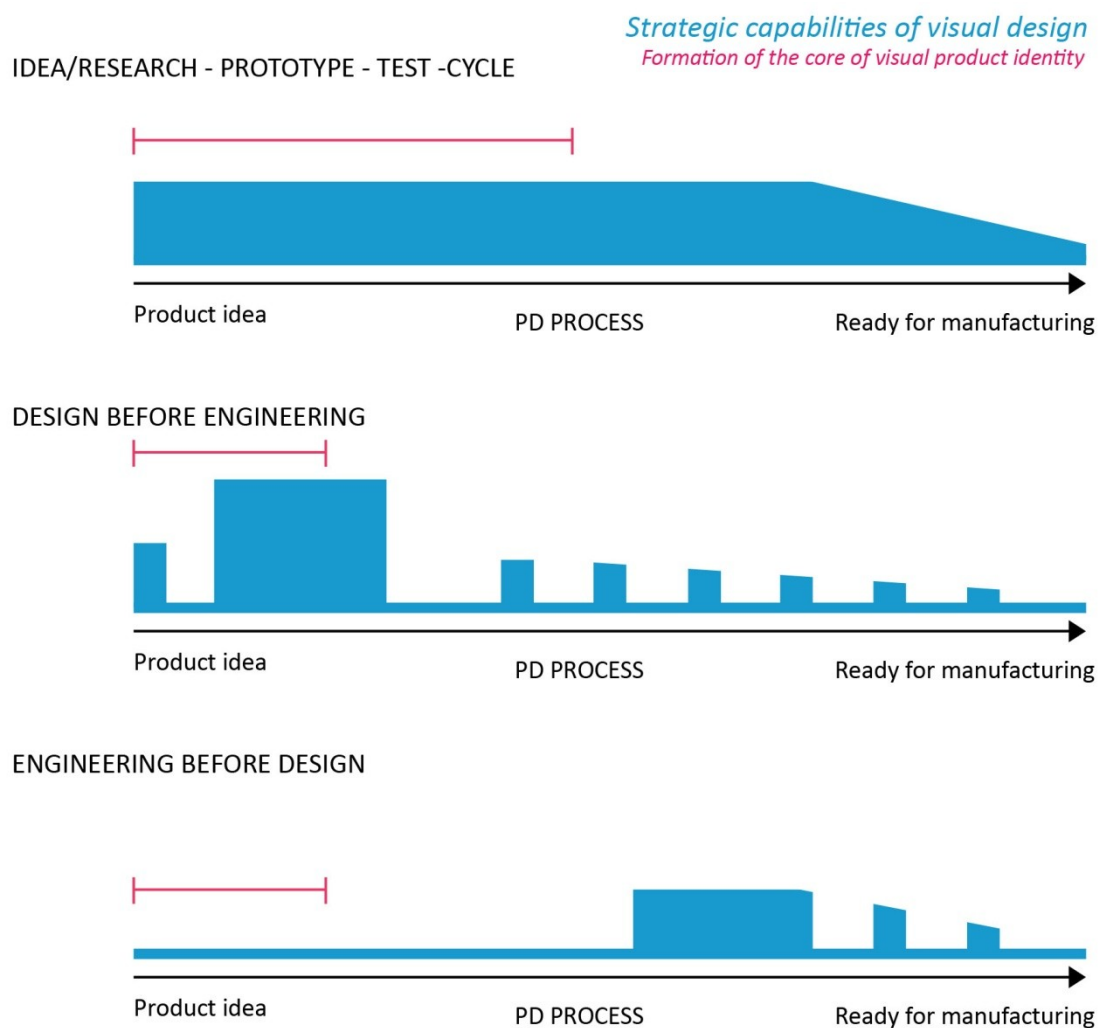 Strategic capabilities of visual design
Formation of the core of visual product identity
IDEA/RESEARCH - PROTOTYPE - TEST -CYCLE
Product idea
PD PROCESS
Ready for manufacturing
DESIGN BEFORE ENGINEERING
Product idea
PD PROCESS
Ready for manufacturing
ENGINEERING BEFORE DESIGN
Product idea
PD PROCESS
Ready for manufacturing